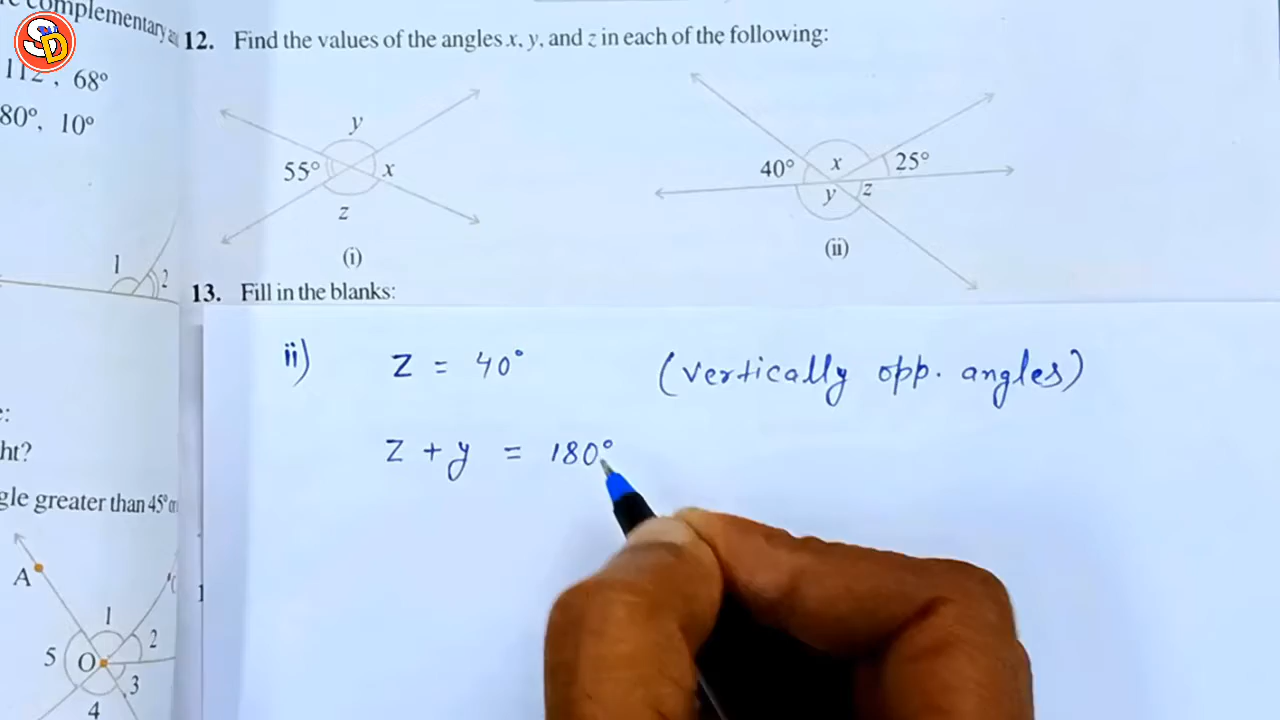 complementary
SD
12. Find the values of the angles x, y, and z in each of the following:
112°, 68°
80°, 10°
y
55°
x
z
(i)
40°
x
25°
y
z
(ii)
1
2
13. Fill in the blanks:
ii) z = 40° (vertically opp. angles)
z + y = 180°
ht?
gle greater than 45° or
A
1
2
5
O
3
4